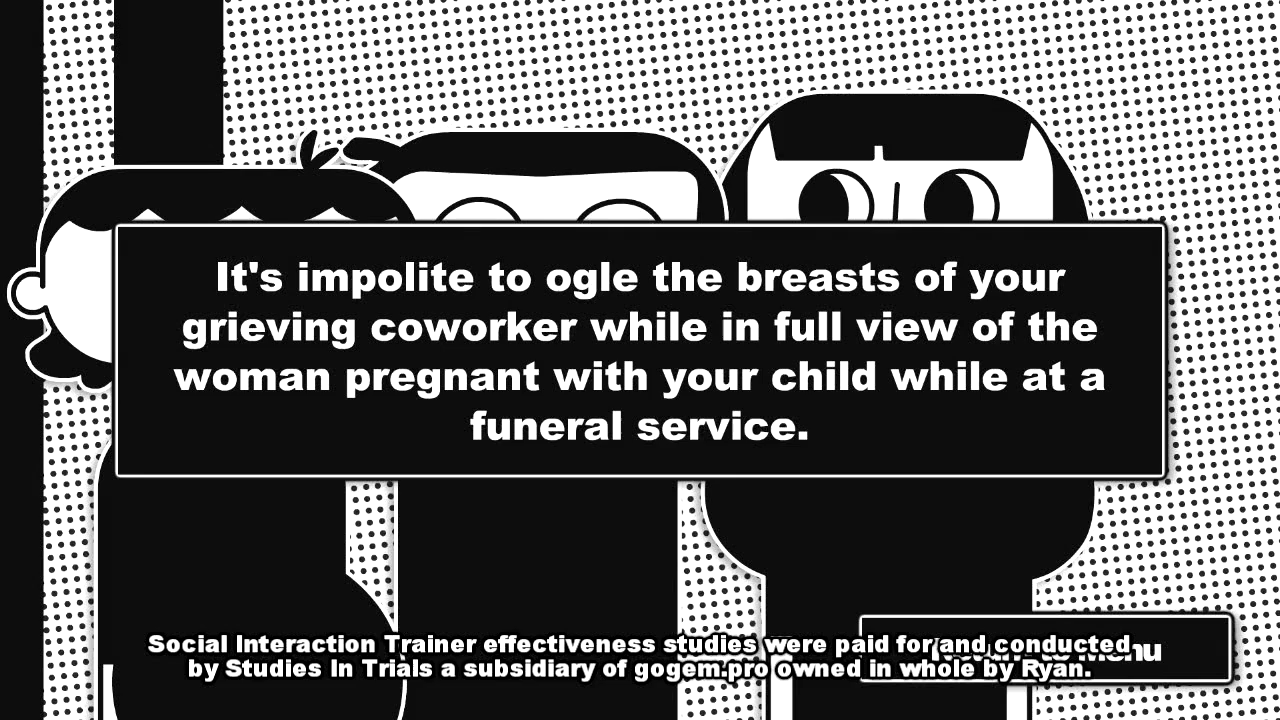 It's impolite to ogle the breasts of your
grieving coworker while in full view of the
woman pregnant with your child while at a
funeral service.
Social Interaction Trainer effectiveness studies were paid for and conducted
by Studies In Trials a subsidiary of gogem.pro owned in whole by Ryan.
Menu